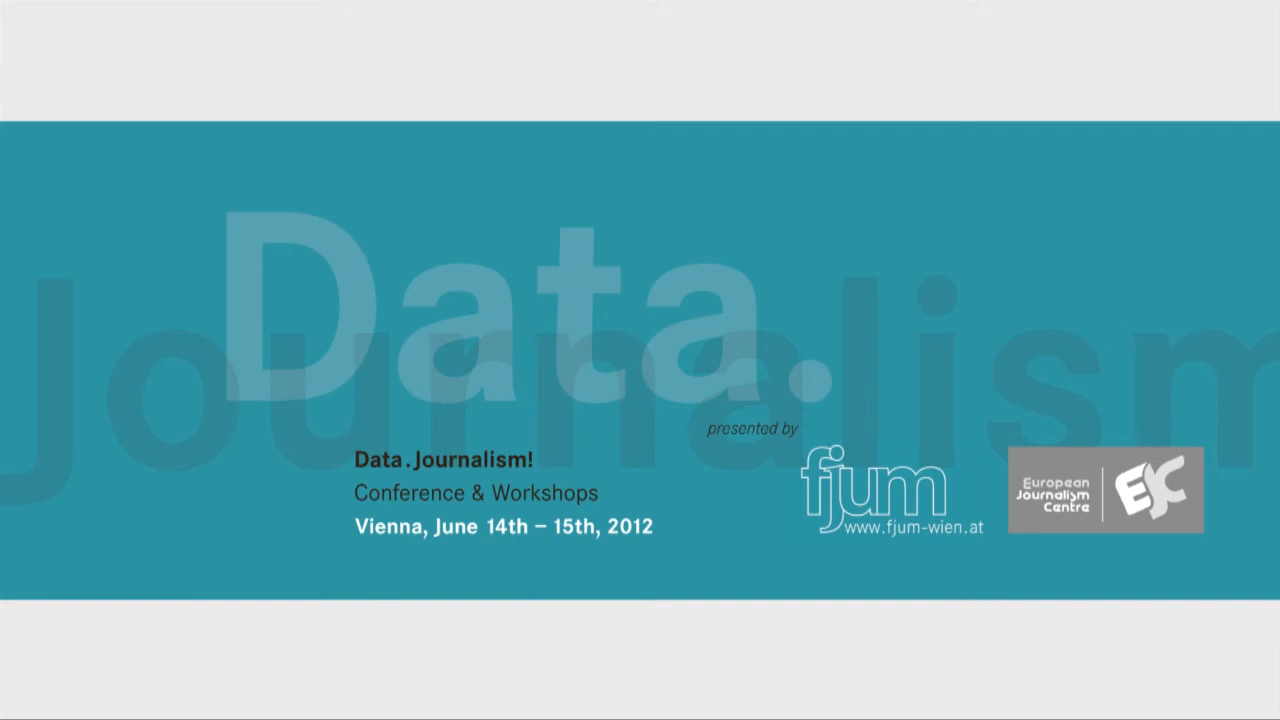 Data.
Journalism
presented by
Data.Journalism!
Conference & Workshops
Vienna, June 14th – 15th, 2012
fjum
www.fjum-wien.at
European
Journalism
Centre
EJC